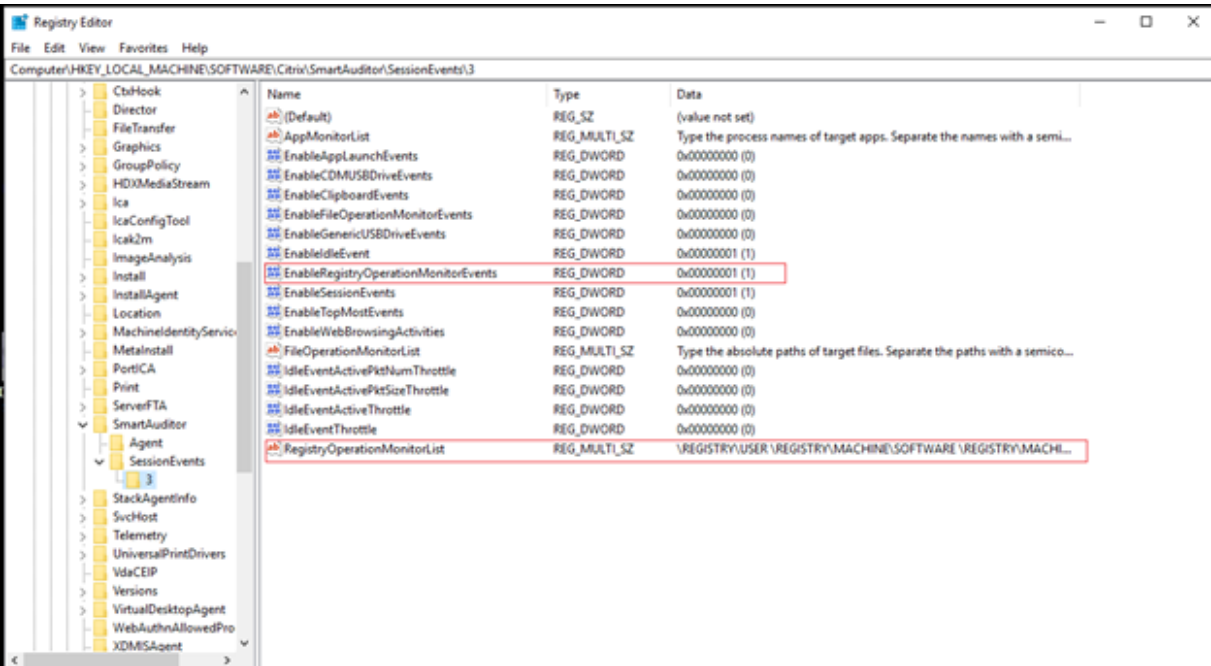 Registry Editor
File Edit View Favorites Help
Computer\HKEY_LOCAL_MACHINE\SOFTWARE\Citrix\SmartAuditor\SessionEvents\3
CtxHook
Director
FileTransfer
Graphics
GroupPolicy
HDXMediaStream
Ica
IcaConfigTool
Icak2m
ImageAnalysis
Install
InstallAgent
Location
MachineIdentityServic
MetaInstall
PortICA
Print
ServerFTA
SmartAuditor
Agent
SessionEvents
3
StackAgentInfo
SvcHost
Telemetry
UniversalPrintDrivers
VdaCEIP
Versions
VirtualDesktopAgent
WebAuthnAllowedPro
XDMISAgent
Name Type Data
(Default) REG_SZ (value not set)
AppMonitorList REG_MULTI_SZ Type the process names of target apps. Separate the names with a semi...
EnableAppLaunchEvents REG_DWORD 0x00000000 (0)
EnableCDMUSBDriveEvents REG_DWORD 0x00000000 (0)
EnableClipboardEvents REG_DWORD 0x00000000 (0)
EnableFileOperationMonitorEvents REG_DWORD 0x00000000 (0)
EnableGenericUSBDriveEvents REG_DWORD 0x00000000 (0)
EnableIdleEvent REG_DWORD 0x00000001 (1)
EnableRegistryOperationMonitorEvents REG_DWORD 0x00000001 (1)
EnableSessionEvents REG_DWORD 0x00000001 (1)
EnableTopMostEvents REG_DWORD 0x00000000 (0)
EnableWebBrowsingActivities REG_DWORD 0x00000000 (0)
FileOperationMonitorList REG_MULTI_SZ Type the absolute paths of target files. Separate the paths with a semico...
IdleEventActivePktNumThrottle REG_DWORD 0x00000000 (0)
IdleEventActivePktSizeThrottle REG_DWORD 0x00000000 (0)
IdleEventActiveThrottle REG_DWORD 0x00000000 (0)
IdleEventThrottle REG_DWORD 0x00000000 (0)
RegistryOperationMonitorList REG_MULTI_SZ \REGISTRY\USER \REGISTRY\MACHINE\SOFTWARE \REGISTRY\MACHI...